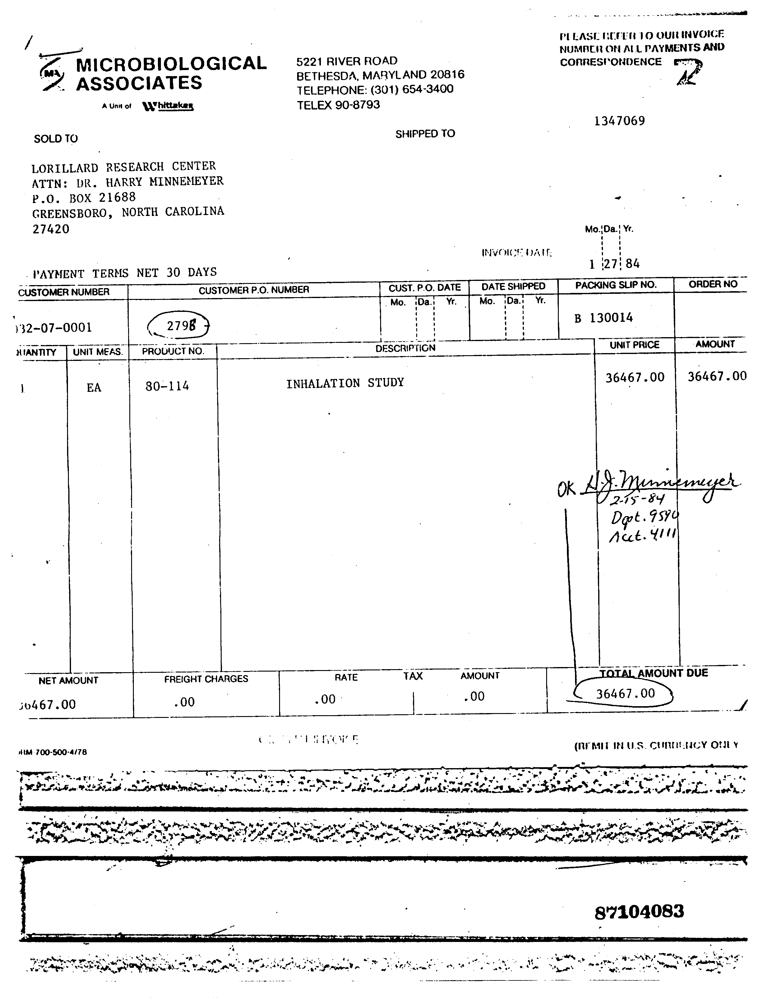 PLEASE REFER TO OUR INVOICE
NUMBER ON ALL PAYMENTS AND
CORRESPONDENCE
MA
MICROBIOLOGICAL
ASSOCIATES
A Unit of Whittaker
5221 RIVER ROAD
BETHESDA, MARYLAND 20816
TELEPHONE: (301) 654-3400
TELEX 90-8793
1347069
SOLD TO
SHIPPED TO
LORILLARD RESEARCH CENTER
ATTN: DR. HARRY MINNEMEYER
P.O. BOX 21688
GREENSBORO, NORTH CAROLINA
27420
Mo. Da. Yr.
INVOICE DATE
1 27 84
PAYMENT TERMS NET 30 DAYS
CUSTOMER NUMBER CUSTOMER P.O. NUMBER CUST. P.O. DATE DATE SHIPPED PACKING SLIP NO. ORDER NO
Mo. Da. Yr. Mo. Da. Yr.
32-07-0001 279B B 130014
UNIT MEAS. PRODUCT NO. DESCRIPTION UNIT PRICE AMOUNT
1 EA 80-114 INHALATION STUDY 36467.00 36467.00
OK H.J. Minnemeyer
2-15-84
Dept. 9590
Acct. 4111
NET AMOUNT FREIGHT CHARGES RATE TAX AMOUNT TOTAL AMOUNT DUE
36467.00 .00 .00 .00 36467.00
700-500-4/78
(REMIT IN U.S. CURRENCY ONLY
87104083